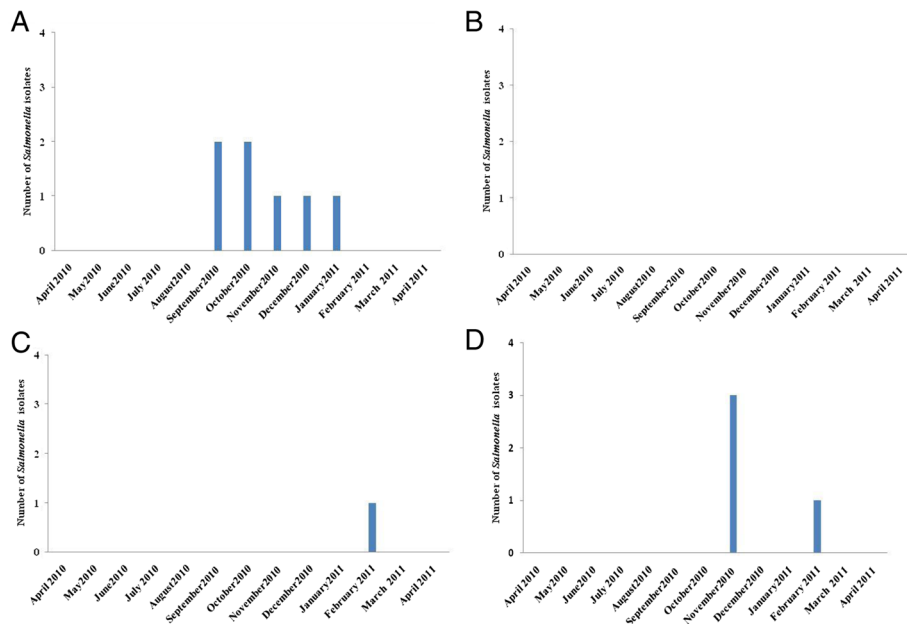 A
Number of Salmonella isolates
4
3
2
1
0
April 2010
May2010
June2010
July 2010
August2010
September2010
October2010
November2010
December2010
January2011
February 2011
March 2011
April 2011
B
Number of Salmonella isolates
4
3
2
1
0
April 2010
May2010
June2010
July 2010
August2010
September2010
October2010
November2010
December2010
January2011
February 2011
March 2011
April 2011
C
Number of Salmonella isolates
4
3
2
1
0
April 2010
May2010
June2010
July 2010
August2010
September2010
October2010
November2010
December2010
January2011
February 2011
March 2011
April 2011
D
Number of Salmonella isolates
4
3
2
1
0
April 2010
May2010
June2010
July 2010
August2010
September2010
October2010
November2010
December2010
January2011
February 2011
March 2011
April 2011